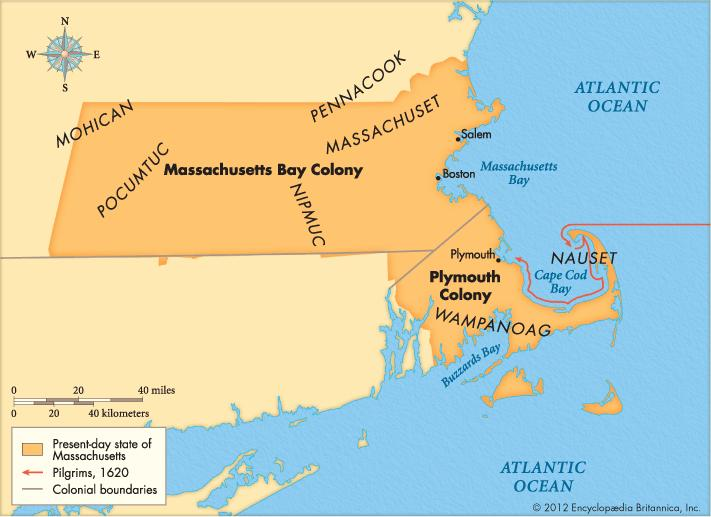 N
W E
S
ATLANTIC
OCEAN
PENNACOOK
MOHICAN
MASSACHUSET
Salem
POCUMTUC
Massachusetts Bay Colony
Massachusetts
Bay
Boston
NIPMUC
Plymouth
NAUSET
Cape Cod
Bay
Plymouth
Colony
WAMPANOAG
Buzzards Bay
0 20 40 miles
0 20 40 kilometers
Present-day state of
Massachusetts
Pilgrims, 1620
Colonial boundaries
ATLANTIC
OCEAN
© 2012 Encyclopædia Britannica, Inc.